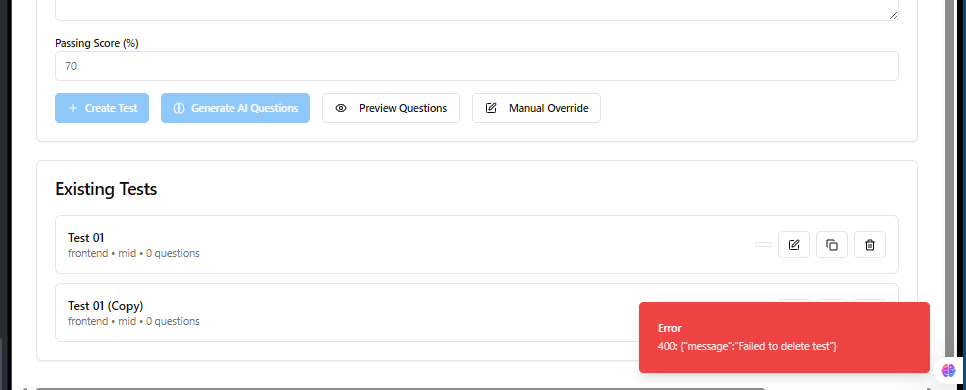 Passing Score (%)
70
Create Test
Generate AI Questions
Preview Questions
Manual Override
Existing Tests
Test 01
frontend • mid • 0 questions
Test 01 (Copy)
frontend • mid • 0 questions
Error
400: {"message":"Failed to delete test"}